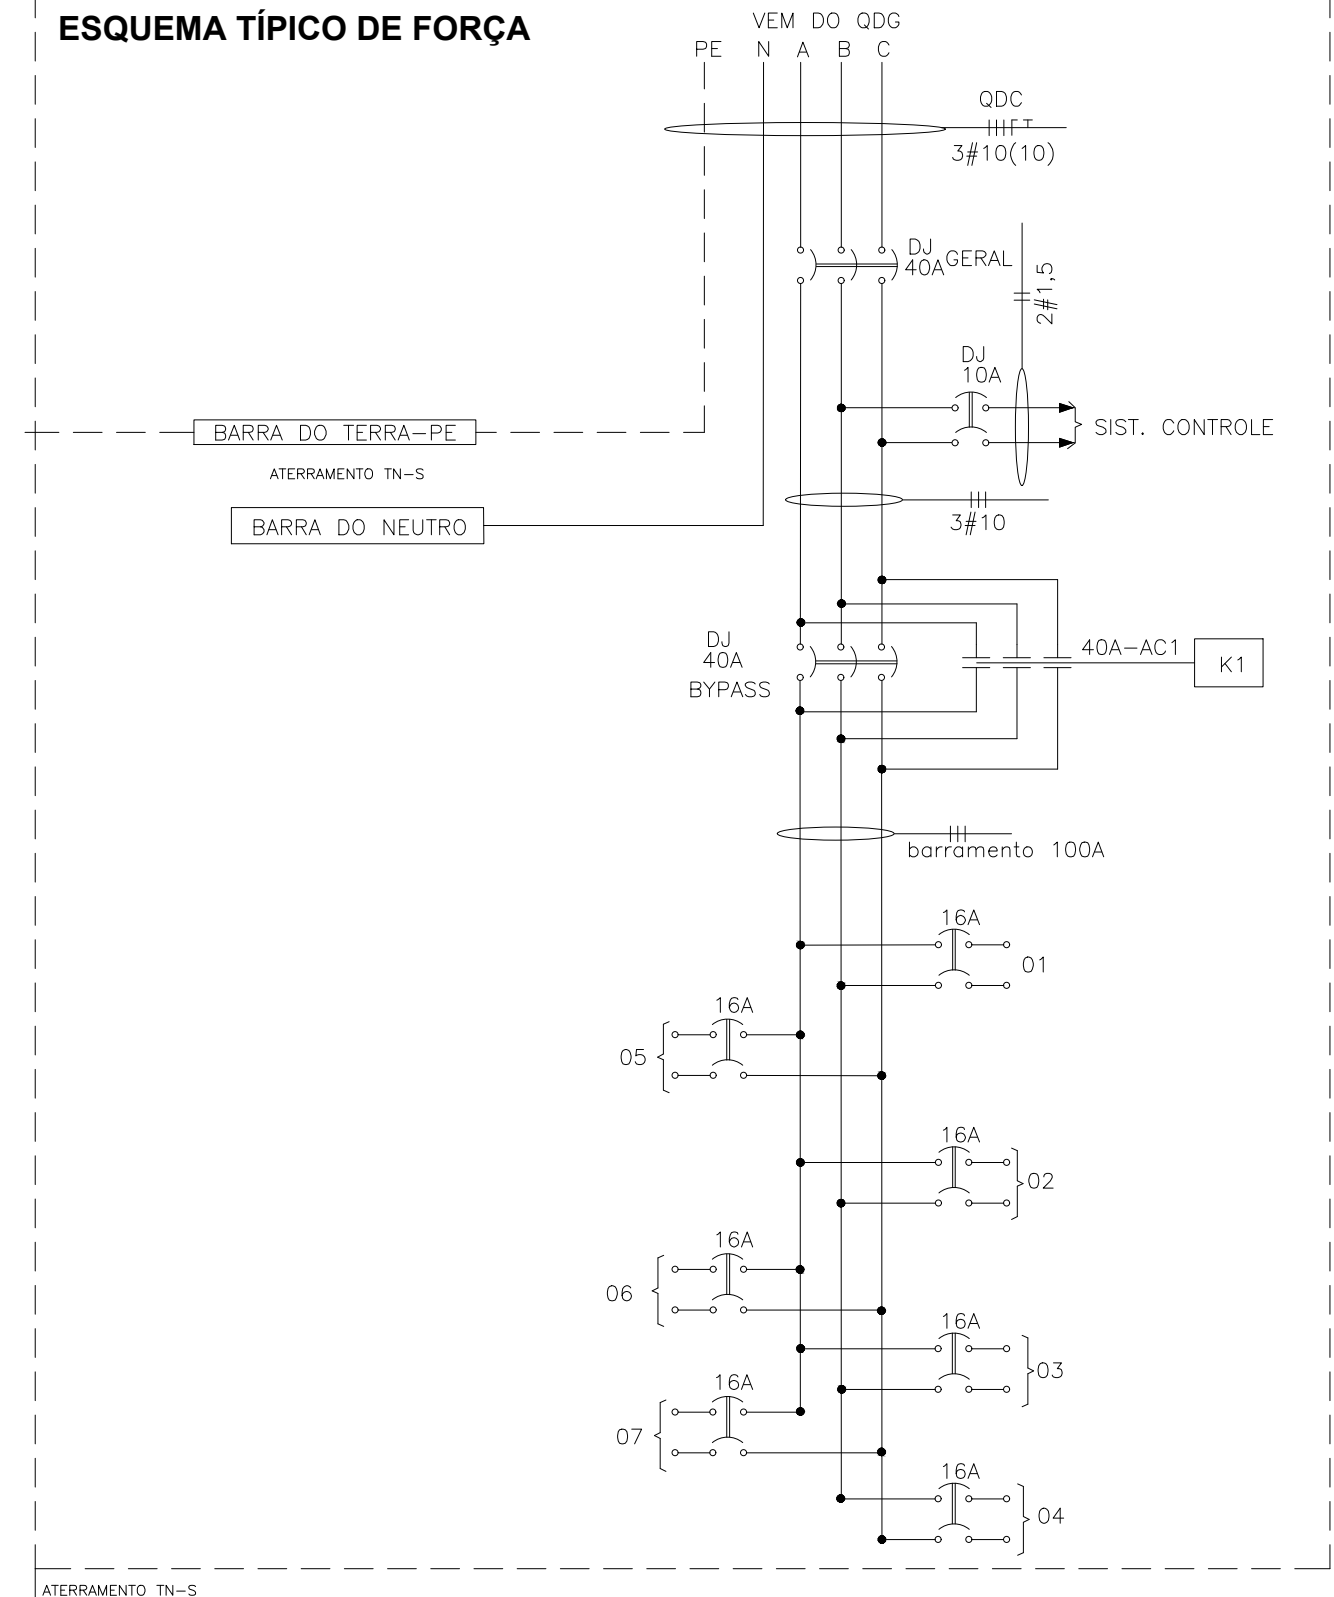 ESQUEMA TÍPICO DE FORÇA
VEM DO QDG
PE N A B C
QDC
3#10(10)
DJ
40A GERAL
2#1,5
DJ
10A
SIST. CONTROLE
BARRA DO TERRA-PE
ATERRAMENTO TN-S
BARRA DO NEUTRO
3#10
DJ
40A
BYPASS
40A-AC1
K1
barramento 100A
16A
01
16A
05
16A
02
16A
06
16A
03
16A
07
16A
04
ATERRAMENTO TN-S